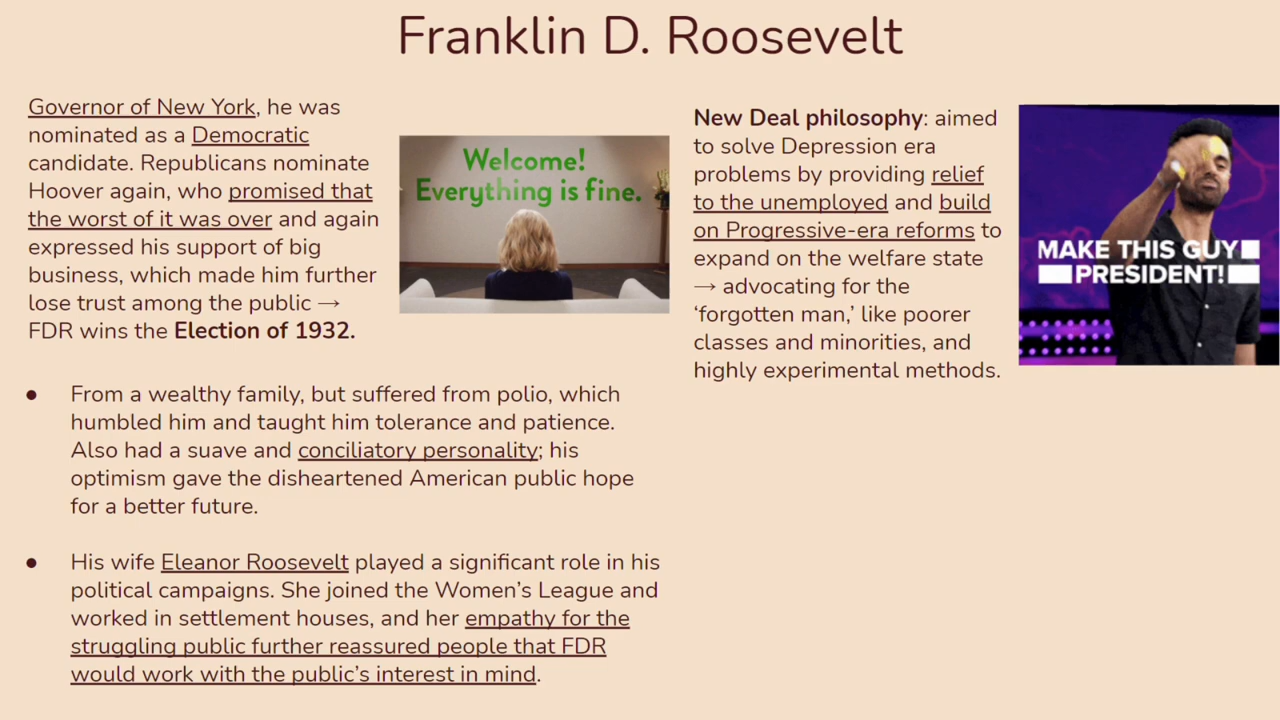 Franklin D. Roosevelt
Governor of New York, he was
nominated as a Democratic
candidate. Republicans nominate
Hoover again, who promised that
the worst of it was over and again
expressed his support of big
business, which made him further
lose trust among the public →
FDR wins the Election of 1932.
Welcome!
Everything is fine.
New Deal philosophy: aimed
to solve Depression era
problems by providing relief
to the unemployed and build
on Progressive-era reforms to
expand on the welfare state
→ advocating for the
‘forgotten man,’ like poorer
classes and minorities, and
highly experimental methods.
MAKE THIS GUY
PRESIDENT!
● From a wealthy family, but suffered from polio, which
humbled him and taught him tolerance and patience.
Also had a suave and conciliatory personality; his
optimism gave the disheartened American public hope
for a better future.
● His wife Eleanor Roosevelt played a significant role in his
political campaigns. She joined the Women’s League and
worked in settlement houses, and her empathy for the
struggling public further reassured people that FDR
would work with the public’s interest in mind.